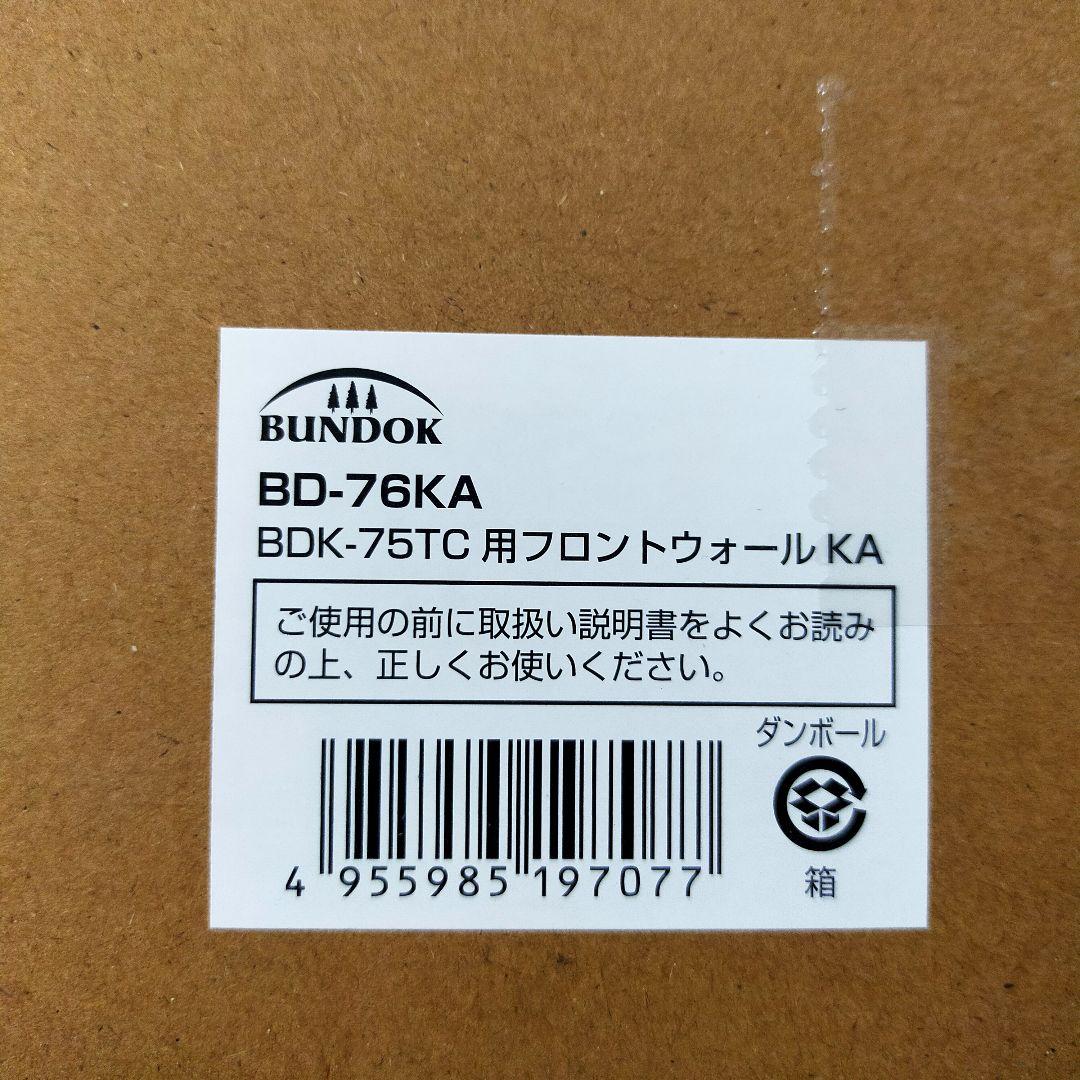 BUNDOK
BD-76KA
BDK-75TC 用フロントウォール KA
ご使用の前に取扱い説明書をよくお読み
の上、正しくお使いください。
ダンボール
箱
4 955985 197077